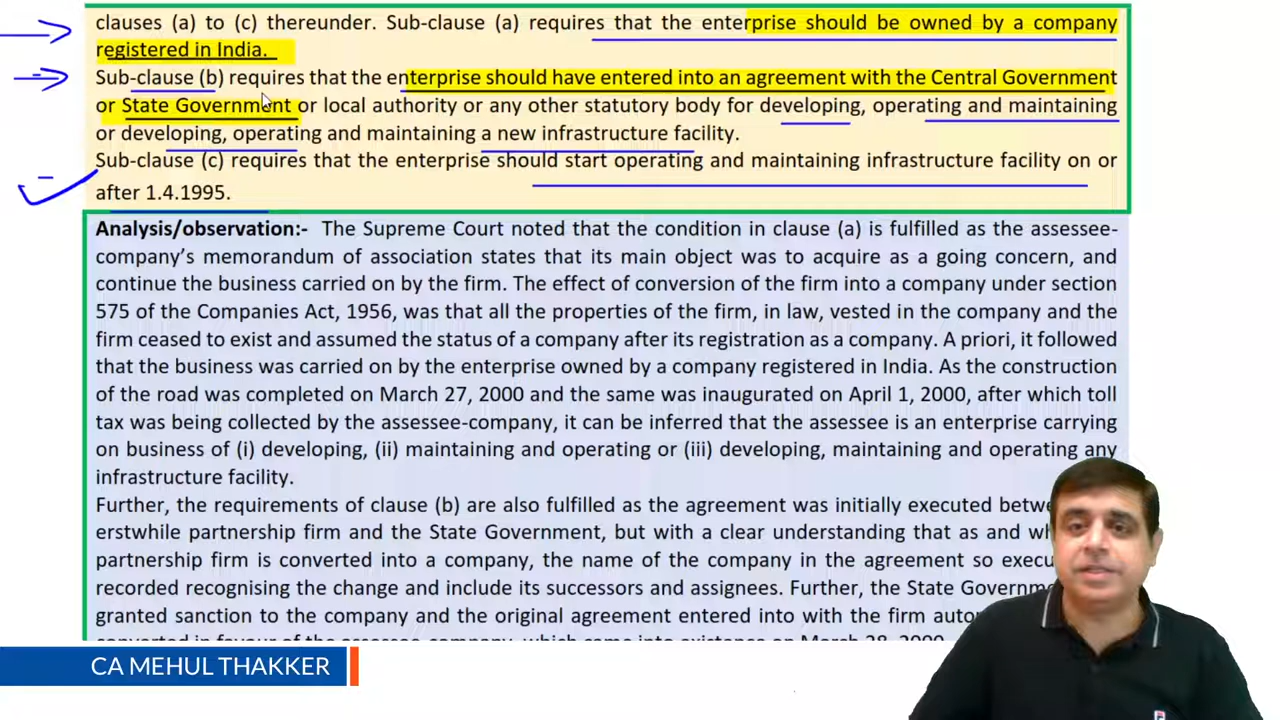 clauses (a) to (c) thereunder. Sub-clause (a) requires that the enterprise should be owned by a company
registered in India.
Sub-clause (b) requires that the enterprise should have entered into an agreement with the Central Government
or State Government or local authority or any other statutory body for developing, operating and maintaining
or developing, operating and maintaining a new infrastructure facility.
Sub-clause (c) requires that the enterprise should start operating and maintaining infrastructure facility on or
after 1.4.1995.
Analysis/observation:- The Supreme Court noted that the condition in clause (a) is fulfilled as the assessee-
company's memorandum of association states that its main object was to acquire as a going concern, and
continue the business carried on by the firm. The effect of conversion of the firm into a company under section
575 of the Companies Act, 1956, was that all the properties of the firm, in law, vested in the company and the
firm ceased to exist and assumed the status of a company after its registration as a company. A priori, it followed
that the business was carried on by the enterprise owned by a company registered in India. As the construction
of the road was completed on March 27, 2000 and the same was inaugurated on April 1, 2000, after which toll
tax was being collected by the assessee-company, it can be inferred that the assessee is an enterprise carrying
on business of (i) developing, (ii) maintaining and operating or (iii) developing, maintaining and operating any
infrastructure facility.
Further, the requirements of clause (b) are also fulfilled as the agreement was initially executed
erstwhile partnership firm and the State Government, but with a clear understanding that as and
partnership firm is converted into a company, the name of the company in the agreement so
recorded recognising the change and include its successors and assignees. Further, the State
granted sanction to the company and the original agreement entered into with the firm
converted in favour of the assessee-company, which came into existence on March 28, 2000
CA MEHUL THAKKER